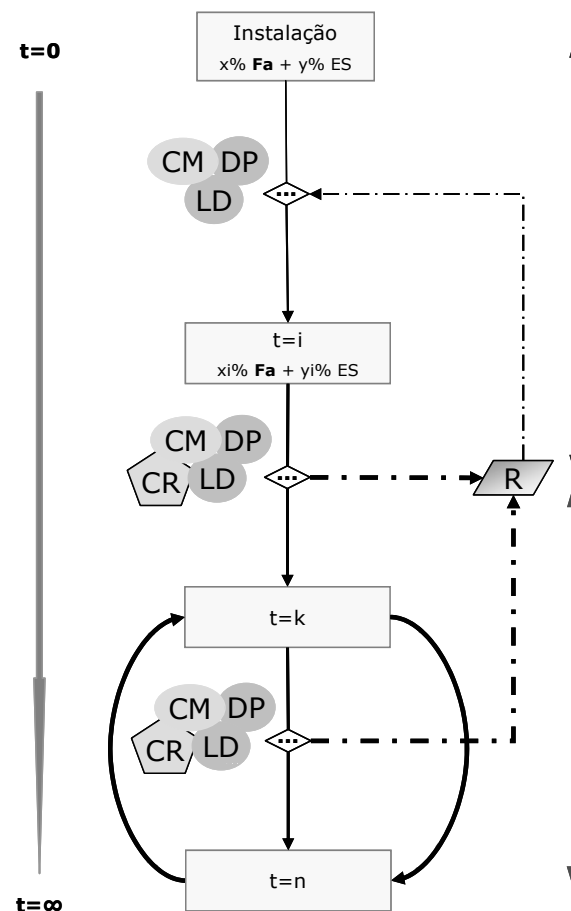 Instalação
t=0
x% Fa + y% ES
CM DP
...
LD
t=i
xi% Fa + yi% ES
CM DP
CR LD
...
R
t=k
CM DP
CR LD
...
t=n
t=∞